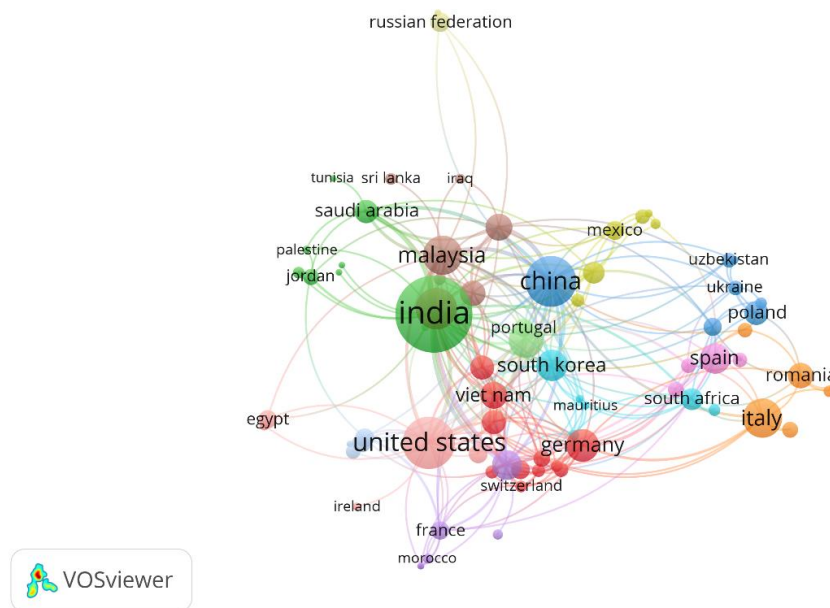 russian federation
tunisia
sri lanka
iraq
saudi arabia
mexico
palestine
malaysia
uzbekistan
jordan
china
ukraine
india
poland
portugal
spain
south korea
romania
viet nam
south africa
mauritius
egypt
italy
united states
germany
switzerland
ireland
france
morocco
VOSviewer